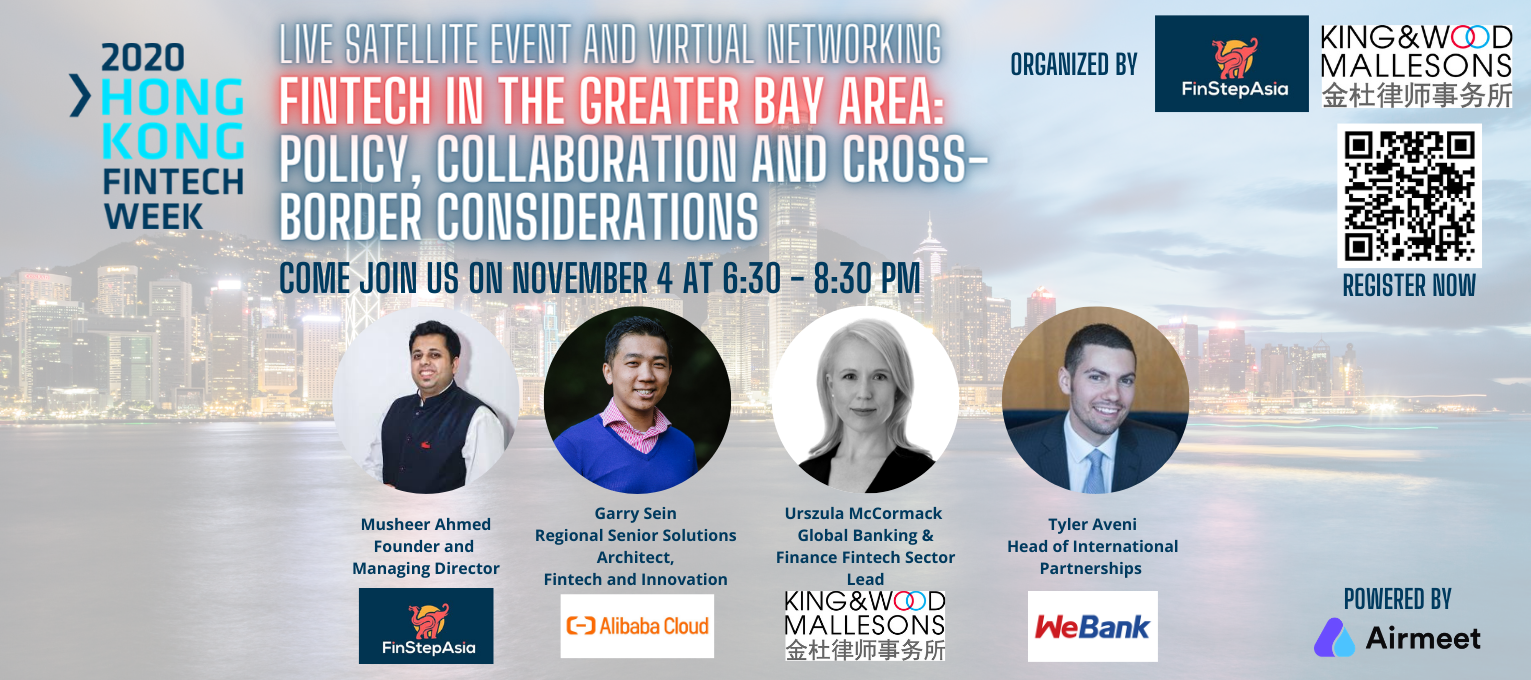 2020
HONG
KONG
FINTECH
WEEK
LIVE SATELLITE EVENT AND VIRTUAL NETWORKING
FINTECH IN THE GREATER BAY AREA:
POLICY, COLLABORATION AND CROSS-
BORDER CONSIDERATIONS
COME JOIN US ON NOVEMBER 4 AT 6:30 - 8:30 PM
ORGANIZED BY
FinStepAsia
KING&WOOD
MALLESONS
金杜律师事务所
REGISTER NOW
Musheer Ahmed
Founder and
Managing Director
FinStepAsia
Garry Sein
Regional Senior Solutions
Architect,
Fintech and Innovation
Alibaba Cloud
Urszula McCormack
Global Banking &
Finance Fintech Sector
Lead
KING&WOOD
MALLESONS
金杜律师事务所
Tyler Aveni
Head of International
Partnerships
WeBank
POWERED BY
Airmeet